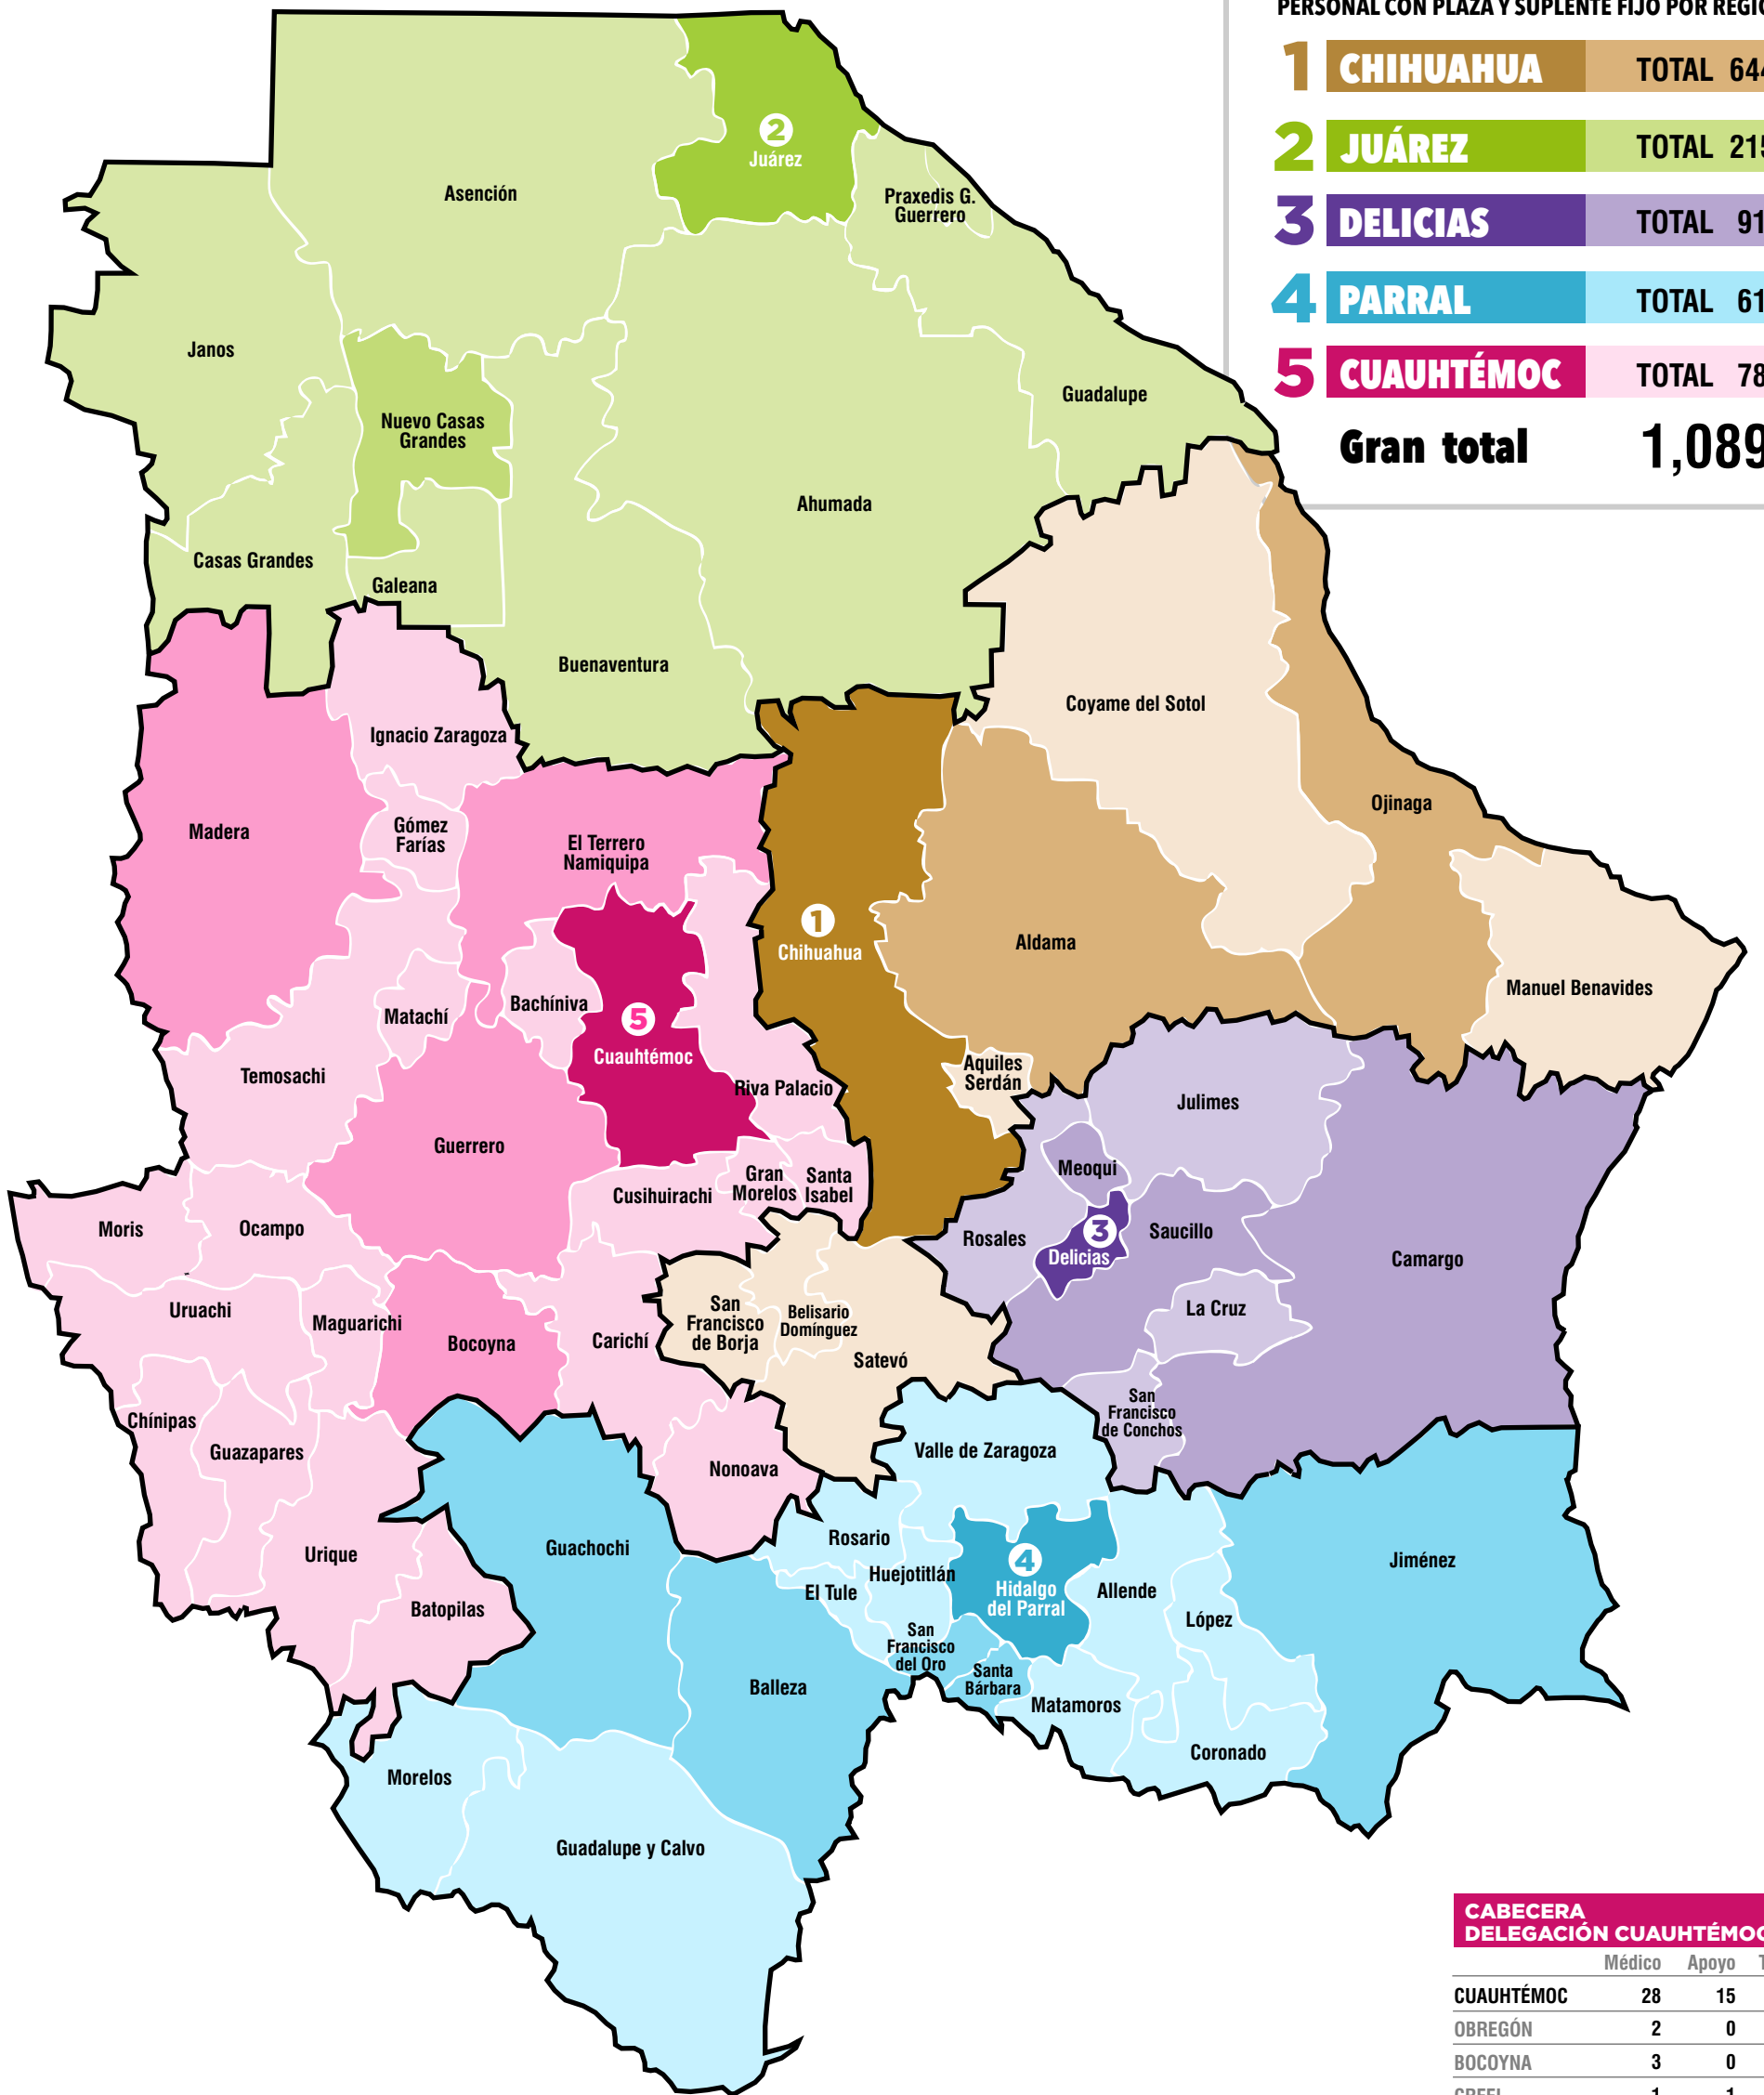 PERSONAL CON PLAZA Y SUPLENTE FIJO POR
1 CHIHUAHUA TOTAL 644
2 JUÁREZ TOTAL 215
3 DELICIAS TOTAL 91
4 PARRAL TOTAL 61
5 CUAUHTÉMOC TOTAL 78
Gran total 1,089
2
Juárez
Asención
Praxedis G.
Guerrero
Janos
Guadalupe
Nuevo Casas
Grandes
Ahumada
Casas Grandes
Galeana
Buenaventura
Coyame del Sotol
Ignacio Zaragoza
Ojinaga
Madera
Gómez
Farías
El Terrero
Namiquipa
1
Chihuahua
Aldama
Manuel Benavides
Bachíniva
Matachí
5
Cuauhtémoc
Aquiles
Serdán
Temosachi
Riva Palacio
Julimes
Guerrero
Meoqui
Gran
Morelos
Santa
Isabel
Cusihuirachi
Moris
Ocampo
Rosales
3
Delicias
Saucillo
Camargo
Uruachi
Maguarichi
San
Francisco
de Borja
Belisario
Domínguez
La Cruz
Bocoyna
Carichí
Satevó
Chínipas
San
Francisco
de Conchos
Guazapares
Valle de Zaragoza
Nonoava
Rosario
Guachochi
Urique
4
Hidalgo
del Parral
Jiménez
Huejotitlán
El Tule
Allende
Batopilas
López
San
Francisco
del Oro
Santa
Bárbara
Balleza
Matamoros
Coronado
Morelos
Guadalupe y Calvo
CABECERA
DELEGACIÓN CUAUHTÉMOC
Médico Apoyo
CUAUHTÉMOC 28 15
OBREGÓN 2 0
BOCOYNA 3 0